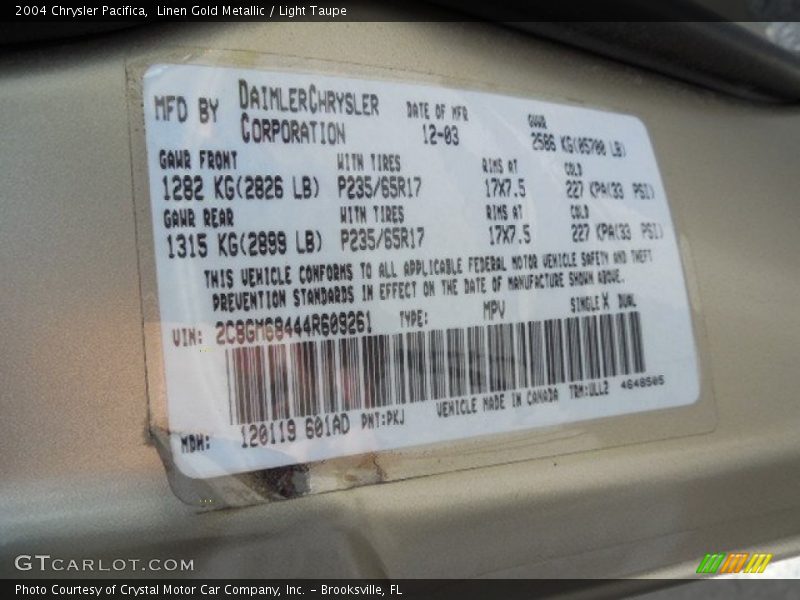 2004 Chrysler Pacifica, Linen Gold Metallic / Light Taupe
MFD BY DAIMLERCHRYSLER CORPORATION DATE OF MFR 12-03 GVWR 2586 KG(05700 LB)
GAWR FRONT WITH TIRES RIMS AT COLD
1282 KG(2826 LB) P235/65R17 17X7.5 227 KPA(33 PSI)
GAWR REAR WITH TIRES RIMS AT COLD
1315 KG(2899 LB) P235/65R17 17X7.5 227 KPA(33 PSI)
THIS VEHICLE CONFORMS TO ALL APPLICABLE FEDERAL MOTOR VEHICLE SAFETY AND THEFT
PREVENTION STANDARDS IN EFFECT ON THE DATE OF MANUFACTURE SHOWN ABOVE.
VIN: 2C8GM68444R609261 TYPE: MPV SINGLE X DUAL
MDH: 120119 601AD PNT:PKJ VEHICLE MADE IN CANADA TRM:ULL2 4648505
GTCARLOT.COM
Photo Courtesy of Crystal Motor Car Company, Inc. – Brooksville, FL